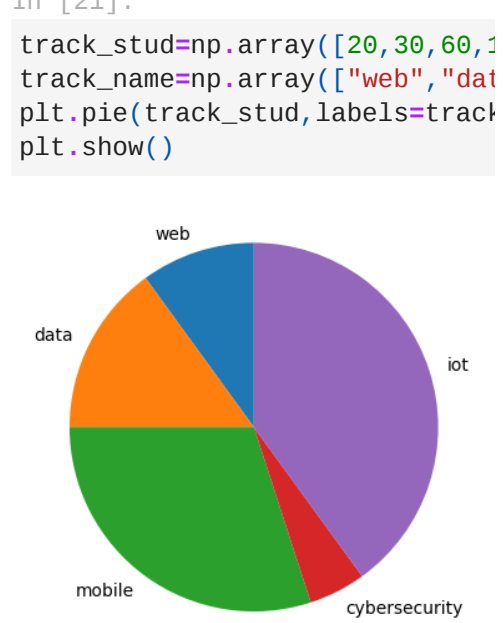 In [21]:
track_stud=np.array([20,30,60,1
track_name=np.array(["web","dat
plt.pie(track_stud,labels=track
plt.show()
web
data
iot
mobile
cybersecurity